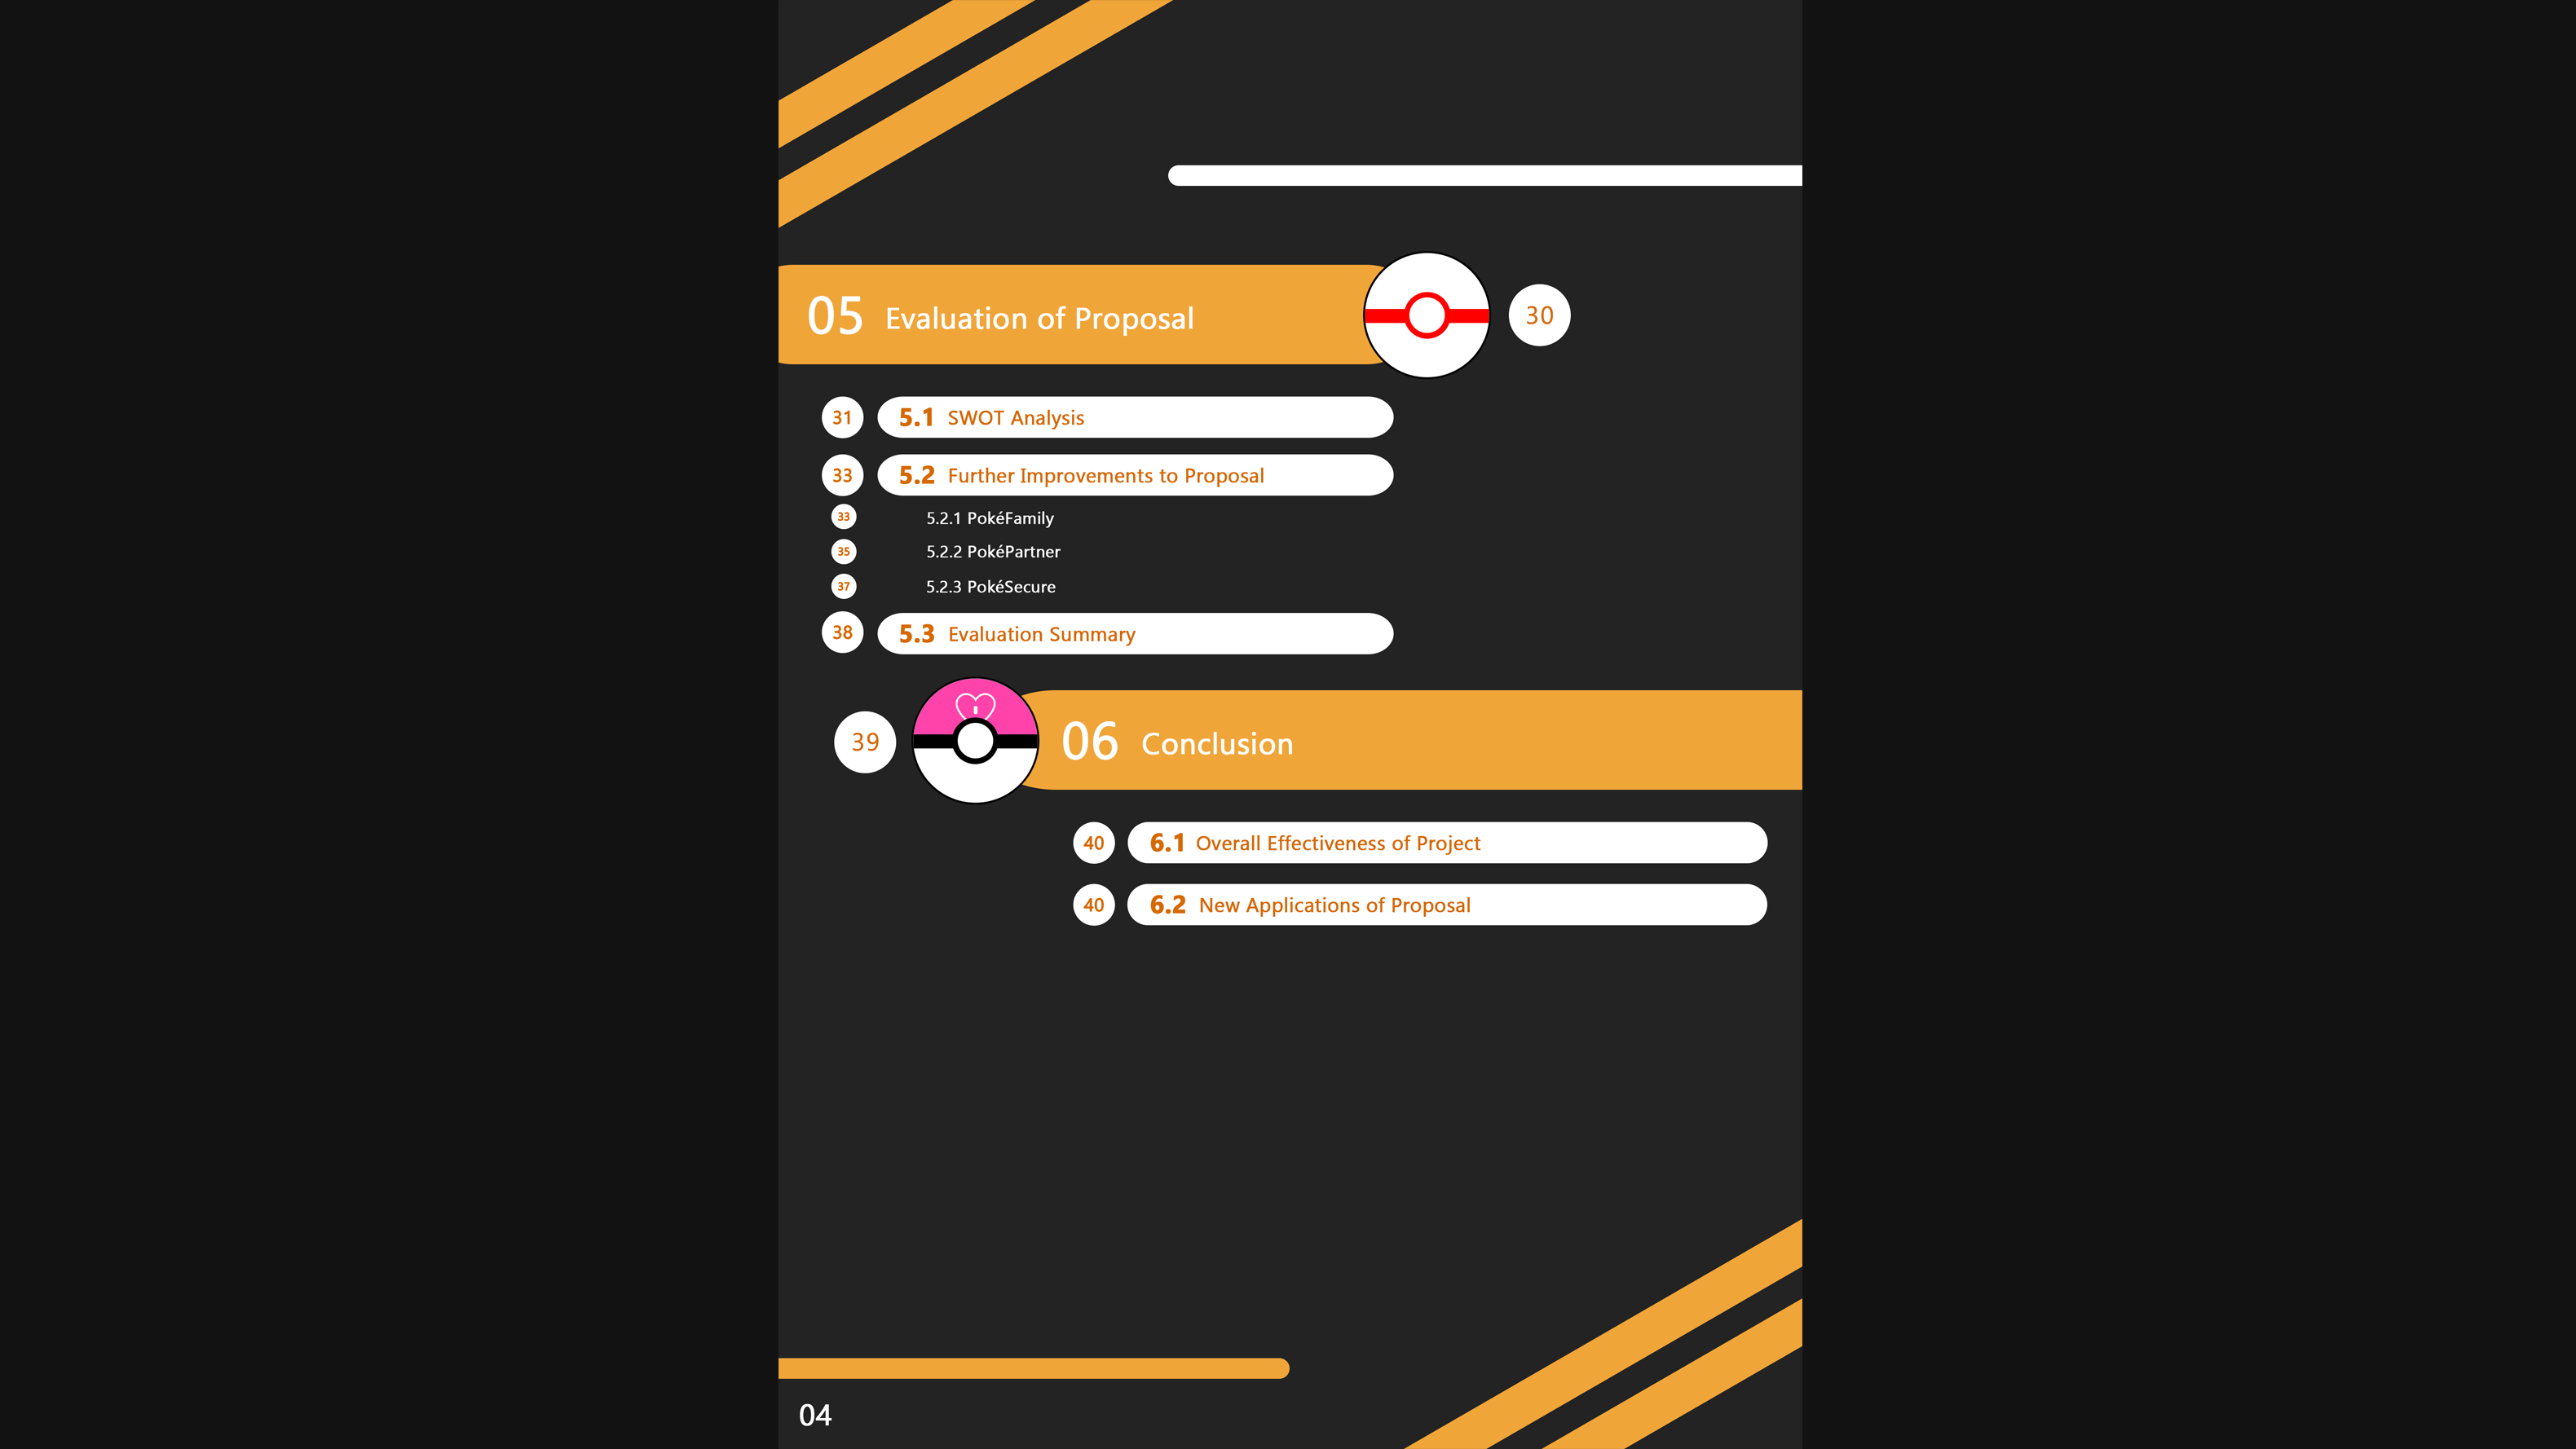 05 Evaluation of Proposal 30
31 5.1 SWOT Analysis
33 5.2 Further Improvements to Proposal
33 5.2.1 PokéFamily
35 5.2.2 PokéPartner
37 5.2.3 PokéSecure
38 5.3 Evaluation Summary
39 06 Conclusion
40 6.1 Overall Effectiveness of Project
40 6.2 New Applications of Proposal
04